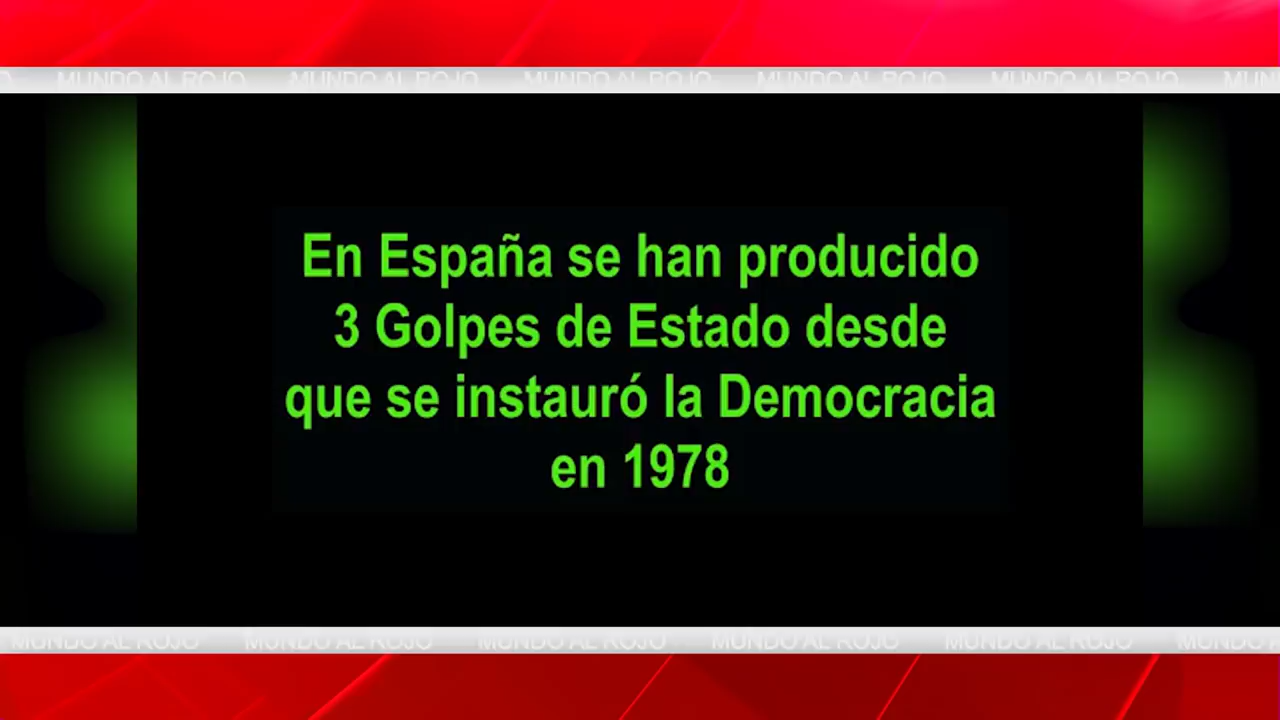 MUNDO AL ROJO MUNDO AL ROJO MUNDO AL ROJO MUNDO AL ROJO MUNDO AL ROJO MUN
En España se han producido
3 Golpes de Estado desde
que se instauró la Democracia
en 1978
MUNDO AL ROJO MUNDO AL ROJO MUNDO AL ROJO MUNDO AL ROJO MUNDO AL ROJO MUNDO